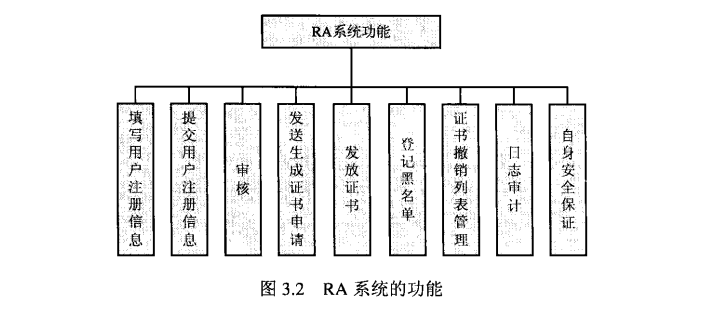 RA系统功能
填写用户注册信息
提交用户注册信息
审核
发送生成证书申请
发放证书
登记黑名单
证书撤销列表管理
日志审计
自身安全保证
图 3.2 RA 系统的功能